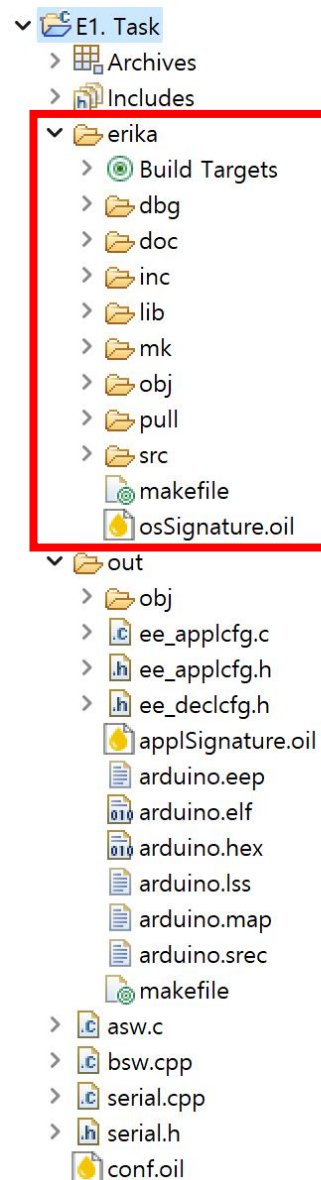 E1. Task
Archives
Includes
erika
Build Targets
dbg
doc
inc
lib
mk
obj
pull
src
makefile
osSignature.oil
out
obj
ee_applcfg.c
ee_applcfg.h
ee_declcfg.h
applSignature.oil
arduino.eep
arduino.elf
arduino.hex
arduino.lss
arduino.map
arduino.srec
makefile
asw.c
bsw.cpp
serial.cpp
serial.h
conf.oil